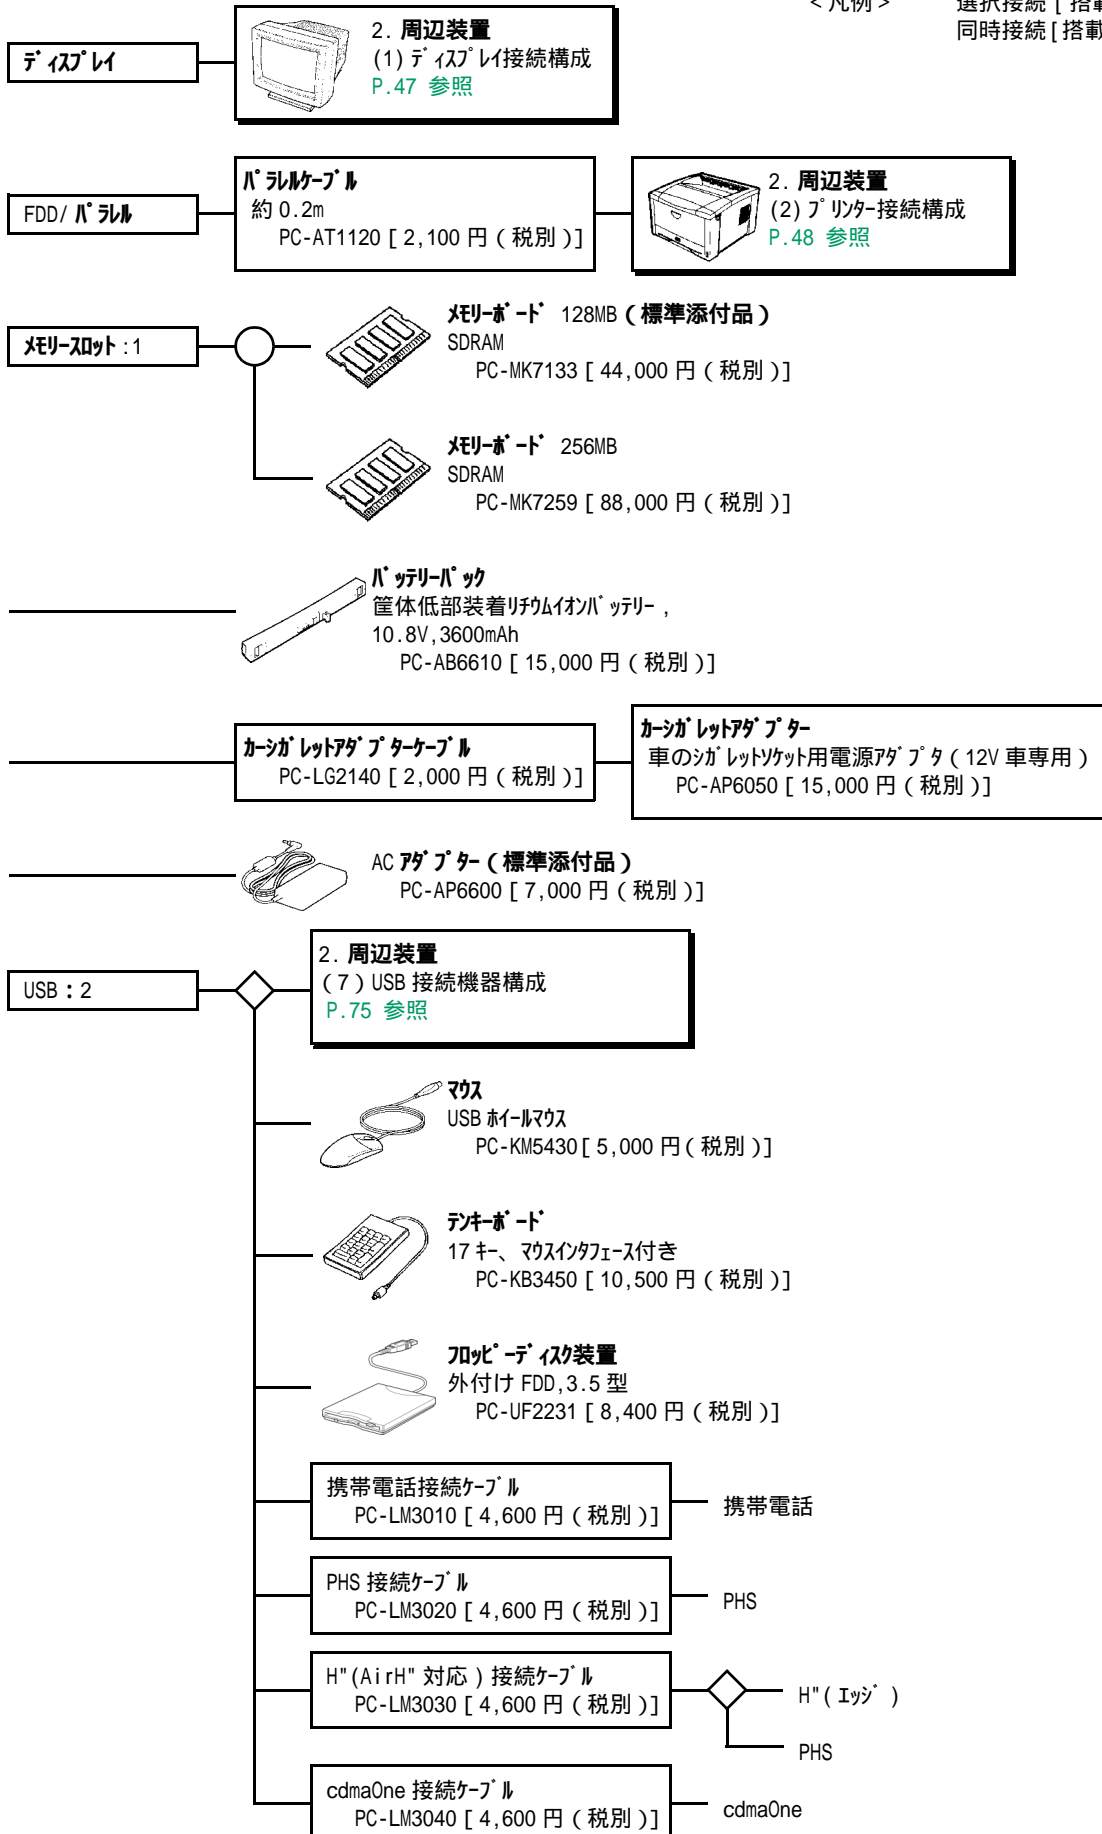 <凡例>
選択接続 [ 搭載
同時接続 [ 搭載
ディスプレイ
2. 周辺装置
(1) ディスプレイ接続構成
P.47 参照
FDD/ パラレル
パラレルケーブル
約 0.2m
PC-AT1120 [ 2,100 円 ( 税別 )]
2. 周辺装置
(2) プリンター接続構成
P.48 参照
メモリースロット :1
メモリーボード 128MB ( 標準添付品 )
SDRAM
PC-MK7133 [ 44,000 円 ( 税別 )]
メモリーボード 256MB
SDRAM
PC-MK7259 [ 88,000 円 ( 税別 )]
バッテリーパック
筐体低部装着リチウムイオンバッテリー ,
10.8V,3600mAh
PC-AB6610 [ 15,000 円 ( 税別 )]
カーシガレットアダプターケーブル
PC-LG2140 [ 2,000 円 ( 税別 )]
カーシガレットアダプター
車のシガレットソケット用電源アダプタ ( 12V 車専用 )
PC-AP6050 [ 15,000 円 ( 税別 )]
AC アダプター ( 標準添付品 )
PC-AP6600 [ 7,000 円 ( 税別 )]
USB : 2
2. 周辺装置
( 7 ) USB 接続機器構成
P.75 参照
マウス
USB ホイールマウス
PC-KM5430 [ 5,000 円 ( 税別 )]
テンキーボード
17 キー、マウスインタフェース付き
PC-KB3450 [ 10,500 円 ( 税別 )]
フロッピーディスク装置
外付け FDD,3.5 型
PC-UF2231 [ 8,400 円 ( 税別 )]
携帯電話接続ケーブル
PC-LM3010 [ 4,600 円 ( 税別 )]
携帯電話
PHS 接続ケーブル
PC-LM3020 [ 4,600 円 ( 税別 )]
PHS
H"(AirH" 対応 ) 接続ケーブル
PC-LM3030 [ 4,600 円 ( 税別 )]
H"( エッジ )
PHS
cdmaOne 接続ケーブル
PC-LM3040 [ 4,600 円 ( 税別 )]
cdmaOne